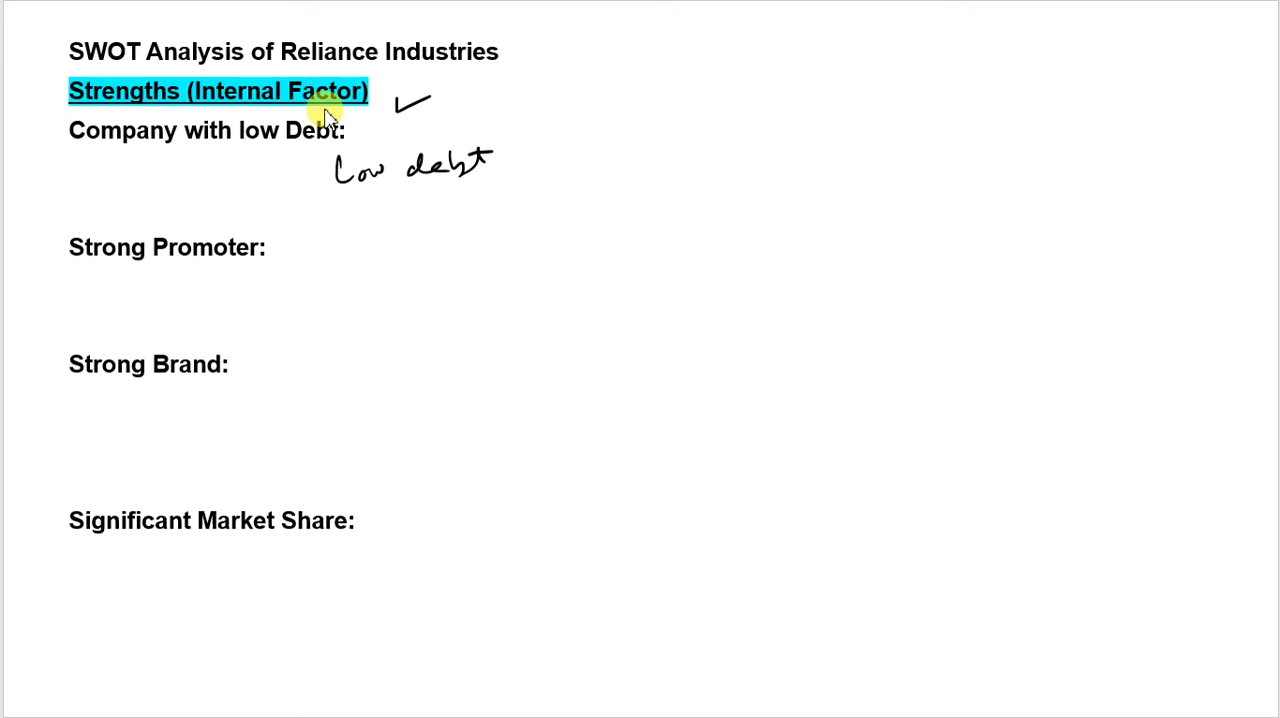 SWOT Analysis of Reliance Industries
Strengths (Internal Factor)
Company with low Debt:
Low debt
Strong Promoter:
Strong Brand:
Significant Market Share: